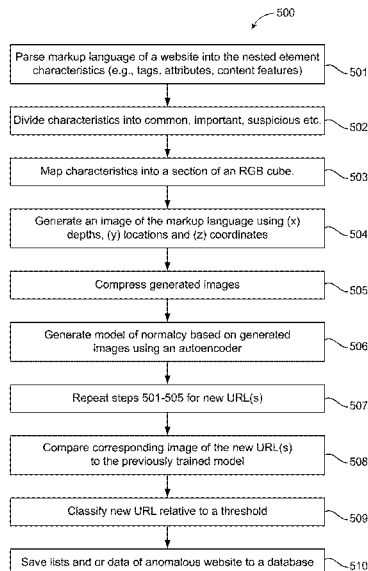 500
Parse markup language of a website into the nested element
characteristics (e.g., tags, attributes, content features)
501
Divide characteristics into common, important, suspicious etc.
502
Map characteristics into a section of an RGB cube.
503
Generate an image of the markup language using (x)
depths, (y) locations and (z) coordinates
504
Compress generated images
505
Generate model of normalcy based on generated
images using an autoencoder
506
Repeat steps 501-505 for new URL(s)
507
Compare corresponding image of the new URL(s)
to the previously trained model
508
Classify new URL relative to a threshold
509
Save lists and or data of anomalous website to a database
510